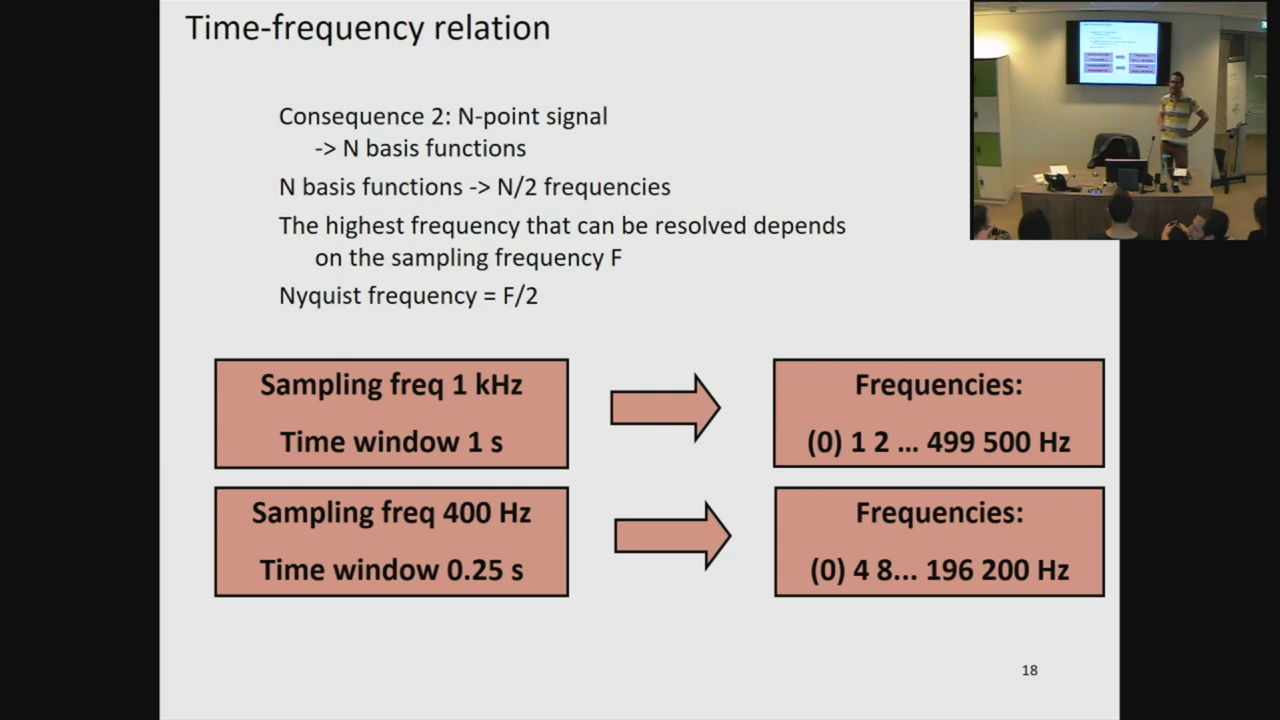 Time-frequency relation
Consequence 2: N-point signal
-> N basis functions
N basis functions -> N/2 frequencies
The highest frequency that can be resolved depends
on the sampling frequency F
Nyquist frequency = F/2
Sampling freq 1 kHz
Time window 1 s
Frequencies:
(0) 1 2 ... 499 500 Hz
Sampling freq 400 Hz
Time window 0.25 s
Frequencies:
(0) 4 8... 196 200 Hz
18